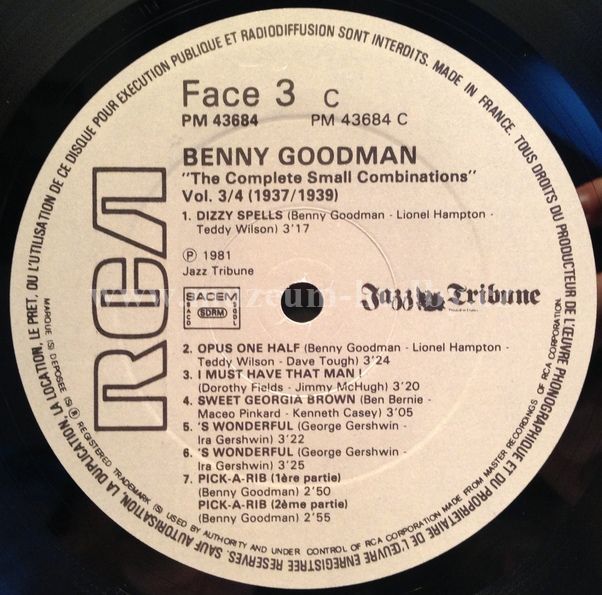 SAUF AUTORISATION, LA DUPLICATION, LA LOCATION, LE PRET, OU L'UTILISATION DE CE DISQUE POUR EXECUTION PUBLIQUE ET RADIODIFFUSION SONT INTERDITS. MADE IN FRANCE. TOUS DROITS DU PRODUCTEUR DE L'ŒUVRE PHONOGRAPHIQUE ET DU PROPRIETAIRE DE L'ŒUVRE ENREGISTREE RESERVES.
MARQUE (S) DEPOSEE (S) ® REGISTERED TRADEMARK (S) USED BY AUTHORITY AND UNDER CONTROL OF RCA CORPORATION MADE FROM MASTER RECORDINGS OF RCA CORPORATION.
RCA
Face 3 C
PM 43684 PM 43684 C
BENNY GOODMAN
"The Complete Small Combinations"
Vol. 3/4 (1937/1939)
1. DIZZY SPELLS (Benny Goodman - Lionel Hampton -
Teddy Wilson) 3'17
Ⓟ 1981
Jazz Tribune
SACEM
SACD SDRM SGDL
Jazz Tribune
2. OPUS ONE HALF (Benny Goodman - Lionel Hampton -
Teddy Wilson - Dave Tough) 3'24
3. I MUST HAVE THAT MAN !
(Dorothy Fields - Jimmy McHugh) 3'20
4. SWEET GEORGIA BROWN (Ben Bernie -
Maceo Pinkard - Kenneth Casey) 3'05
5. 'S WONDERFUL (George Gershwin -
Ira Gershwin) 3'22
6. 'S WONDERFUL (George Gershwin -
Ira Gershwin) 3'25
7. PICK-A-RIB (1ère partie)
(Benny Goodman) 2'50
PICK-A-RIB (2ème partie)
(Benny Goodman) 2'55